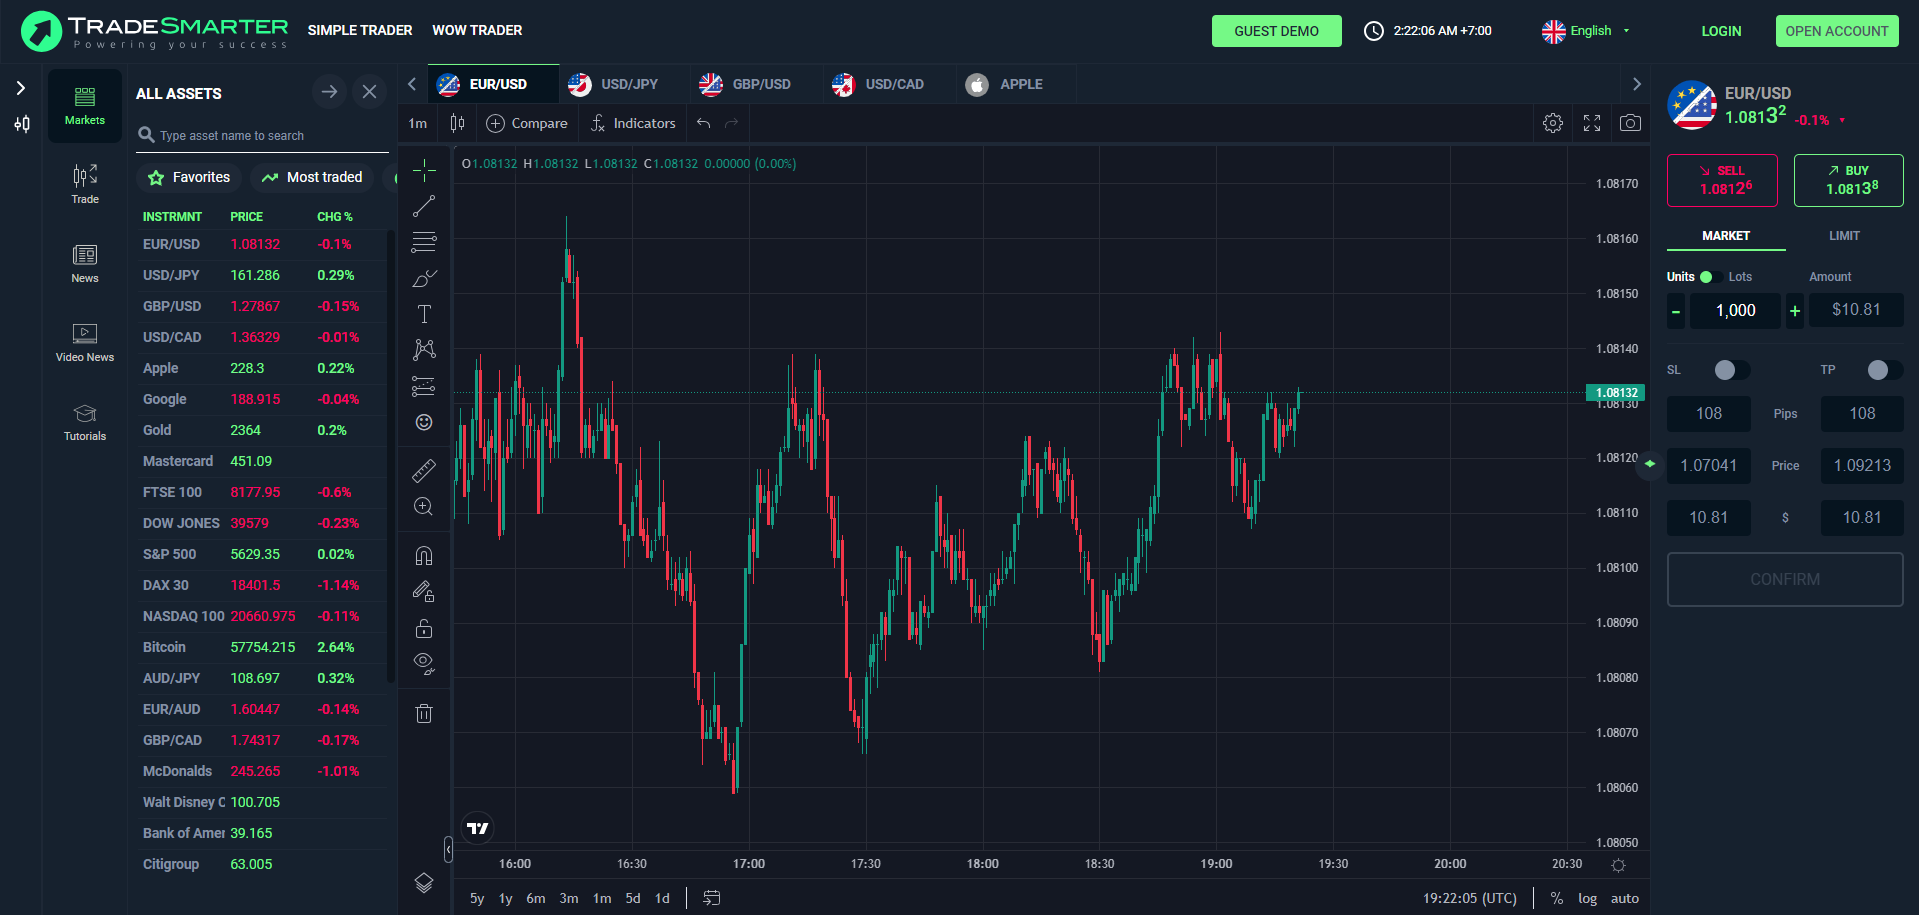 TRADESMARTER
Powering your success
SIMPLE TRADER
WOW TRADER
GUEST DEMO
2:22:06 AM +7:00
English
LOGIN
OPEN ACCOUNT
Markets
Trade
News
Video News
Tutorials
ALL ASSETS
Type asset name to search
Favorites
Most traded
INSTRMNT PRICE CHG %
EUR/USD 1.08132 -0.1%
USD/JPY 161.286 0.29%
GBP/USD 1.27867 -0.15%
USD/CAD 1.36329 -0.01%
Apple 228.3 0.22%
Google 188.915 -0.04%
Gold 2364 0.2%
Mastercard 451.09
FTSE 100 8177.95 -0.6%
DOW JONES 39579 -0.23%
S&P 500 5629.35 0.02%
DAX 30 18401.5 -1.14%
NASDAQ 100 20660.975 -0.11%
Bitcoin 57754.215 2.64%
AUD/JPY 108.697 0.32%
EUR/AUD 1.60447 -0.14%
GBP/CAD 1.74317 -0.17%
McDonalds 245.265 -1.01%
Walt Disney C 100.705
Bank of Amer 39.165
Citigroup 63.005
EUR/USD USD/JPY GBP/USD USD/CAD APPLE
1m Compare Indicators
O1.08132 H1.08132 L1.08132 C1.08132 0.00000 (0.00%)
1.08170
1.08160
1.08150
1.08140
1.08132
1.08130
1.08120
1.08110
1.08100
1.08090
1.08080
1.08070
1.08060
1.08050
16:00 16:30 17:00 17:30 18:00 18:30 19:00 19:30 20:00 20:30
5y 1y 6m 3m 1m 5d 1d
19:22:05 (UTC) % log auto
EUR/USD
1.08132 -0.1%
SELL
1.08126
BUY
1.08138
MARKET LIMIT
Units Lots Amount
- 1,000 + $10.81
SL TP
108 Pips 108
1.07041 Price 1.09213
10.81 $ 10.81
CONFIRM